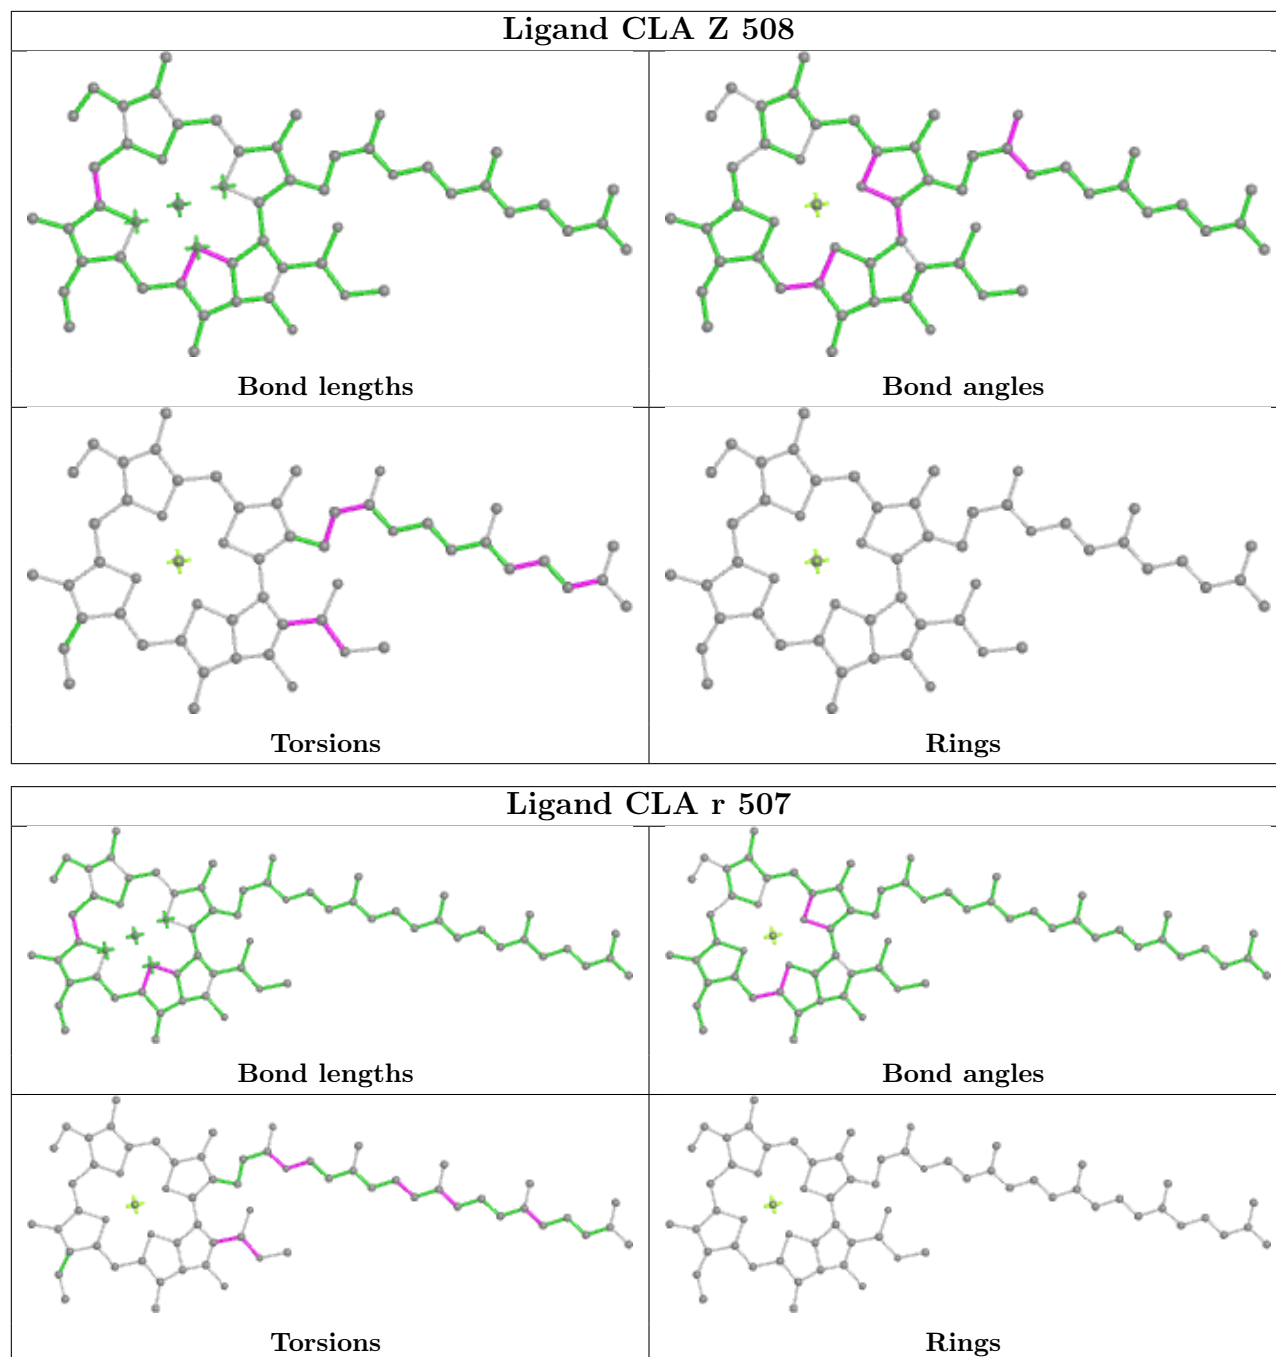 Ligand CLA Z 508
Bond lengths
Bond angles
Torsions
Rings
Ligand CLA r 507
Bond lengths
Bond angles
Torsions
Rings